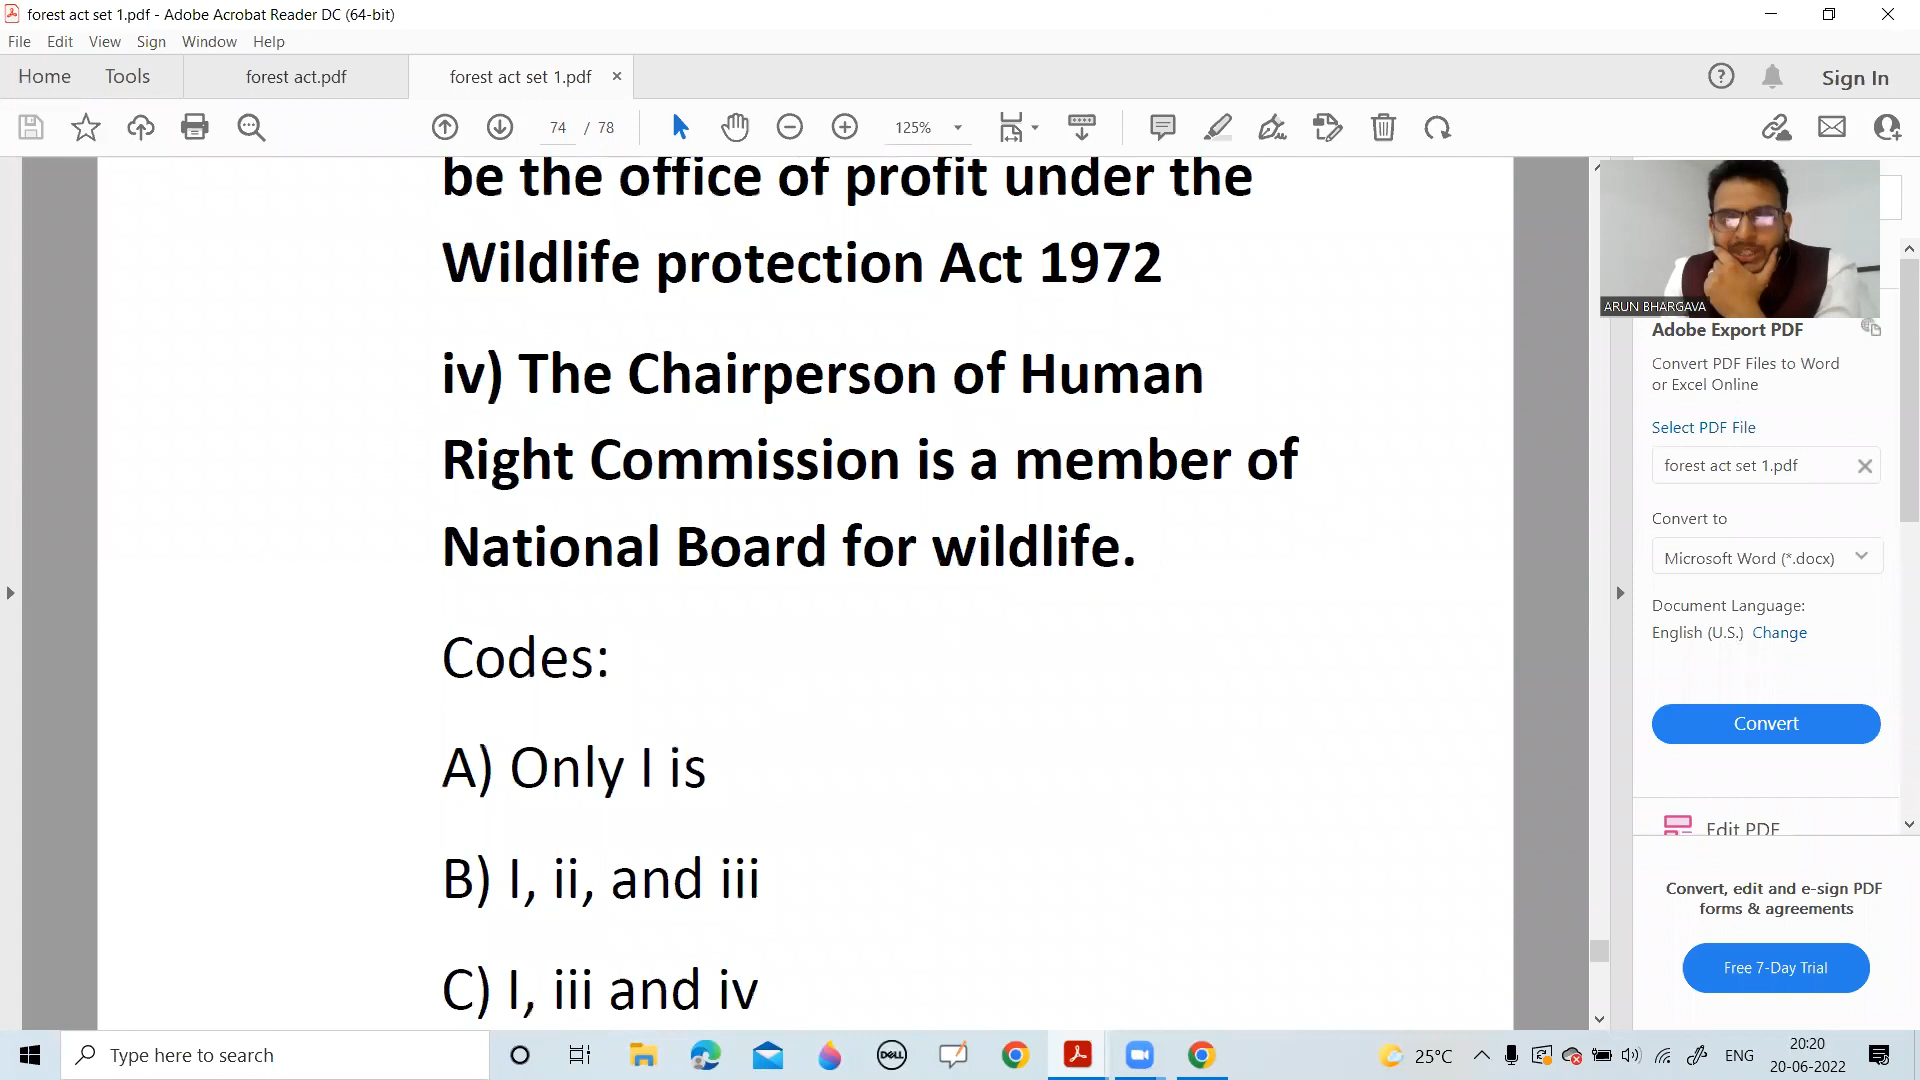 forest act set 1.pdf - Adobe Acrobat Reader DC (64-bit)
File Edit View Sign Window Help
Home Tools forest act.pdf forest act set 1.pdf × ? Sign In
74 / 78 125%
be the office of profit under the
Wildlife protection Act 1972
iv) The Chairperson of Human
Right Commission is a member of
National Board for wildlife.
Codes:
A) Only I is
B) I, ii, and iii
C) I, iii and iv
ARUN BHARGAVA
Adobe Export PDF
Convert PDF Files to Word
or Excel Online
Select PDF File
forest act set 1.pdf
Convert to
Microsoft Word (*.docx)
Document Language:
English (U.S.) Change
Convert
Edit PDF
Convert, edit and e-sign PDF
forms & agreements
Free 7-Day Trial
Type here to search
DELL
25°C
ENG
20:20
20-06-2022